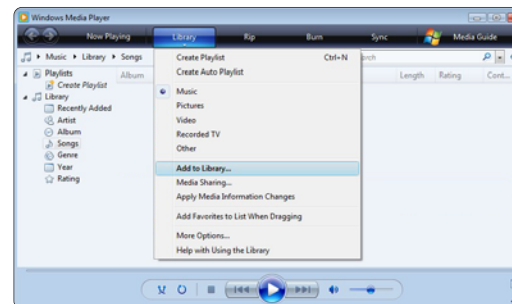 Windows Media Player
Now Playing
Library
Rip
Burn
Sync
Media Guide
Music
Library
Songs
Create Playlist
Ctrl+N
Create Auto Playlist
Music
Pictures
Video
Recorded TV
Other
Add to Library...
Media Sharing...
Apply Media Information Changes
Add Favorites to List When Dragging
More Options...
Help with Using the Library
Playlists
Create Playlist
Library
Recently Added
Artist
Album
Songs
Genre
Year
Rating
Album
Length
Rating
Cont...